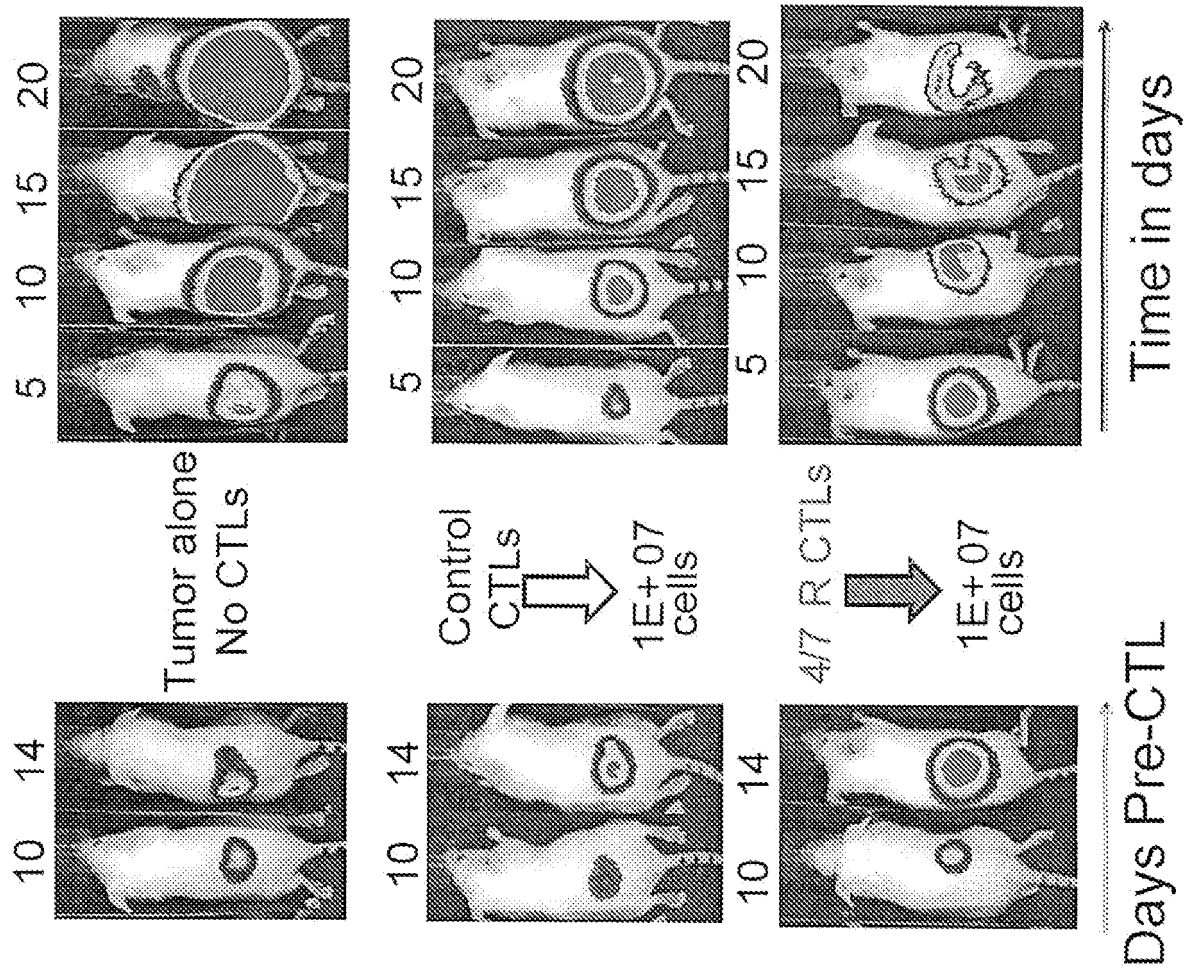 10 14
Tumor alone
No CTLs
5 10 15 20
10 14
Control
CTLs
1E+ 07
cells
5 10 15 20
10 14
4/7 R CTLs
1E+ 07
cells
5 10 15 20
Days Pre-CTL
Time in days